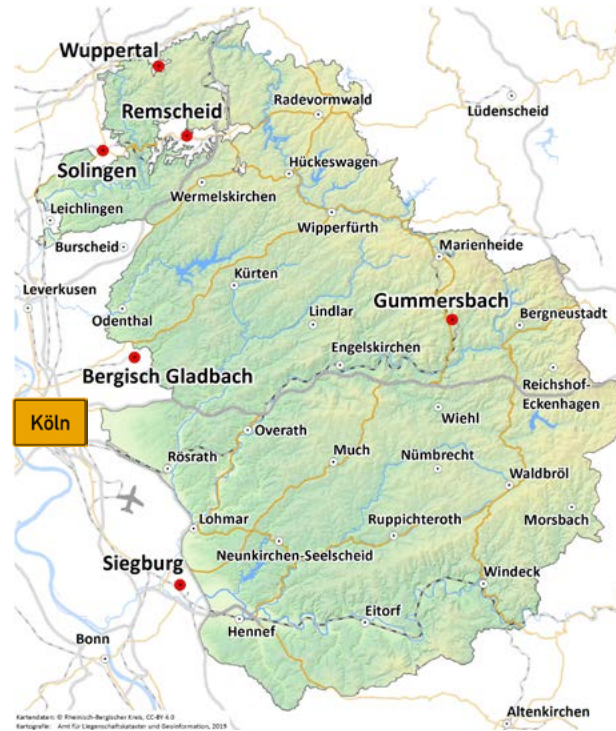 Wuppertal
Radevormwald
Lüdenscheid
Remscheid
Solingen
Hückeswagen
Wermelskirchen
Leichlingen
Wipperfürth
Burscheid
Marienheide
Kürten
Leverkusen
Gummersbach
Odenthal
Lindlar
Bergneustadt
Engelskirchen
Bergisch Gladbach
Reichshof-
Eckenhagen
Köln
Wiehl
Overath
Much
Nümbrecht
Rösrath
Waldbröl
Morsbach
Lohmar
Ruppichteroth
Neunkirchen-Seelscheid
Siegburg
Windeck
Eitorf
Hennef
Bonn
Altenkirchen
Kartendaten: © Rheinisch-Bergischer Kreis, CC-BY 4.0
Kartografie: Amt für Liegenschaftskataster und Geoinformation, 2019